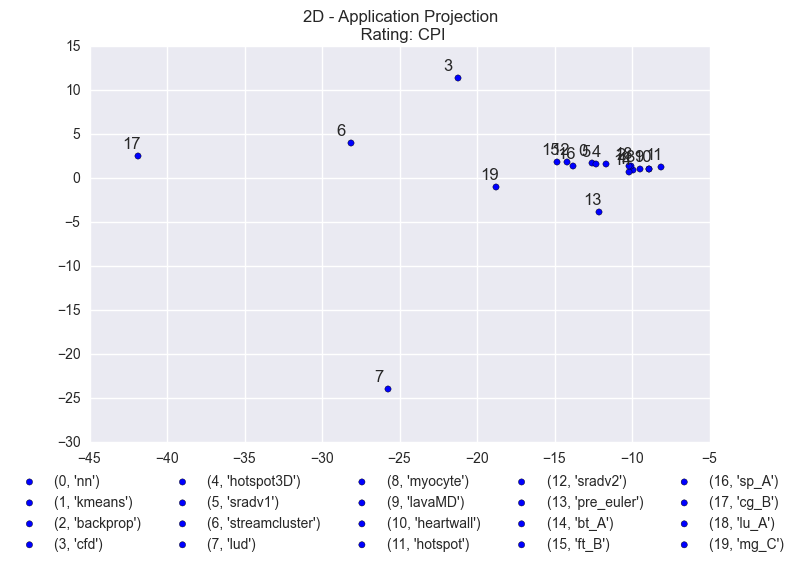 2D - Application Projection
Rating: CPI
15
10
5
0
−5
−10
−15
−20
−25
−30
−45
−40
−35
−30
−25
−20
−15
−10
−5
3
6
17
19
13
7
0
54
11
(0, 'nn')
(1, 'kmeans')
(2, 'backprop')
(3, 'cfd')
(4, 'hotspot3D')
(5, 'sradv1')
(6, 'streamcluster')
(7, 'lud')
(8, 'myocyte')
(9, 'lavaMD')
(10, 'heartwall')
(11, 'hotspot')
(12, 'sradv2')
(13, 'pre_euler')
(14, 'bt_A')
(15, 'ft_B')
(16, 'sp_A')
(17, 'cg_B')
(18, 'lu_A')
(19, 'mg_C')